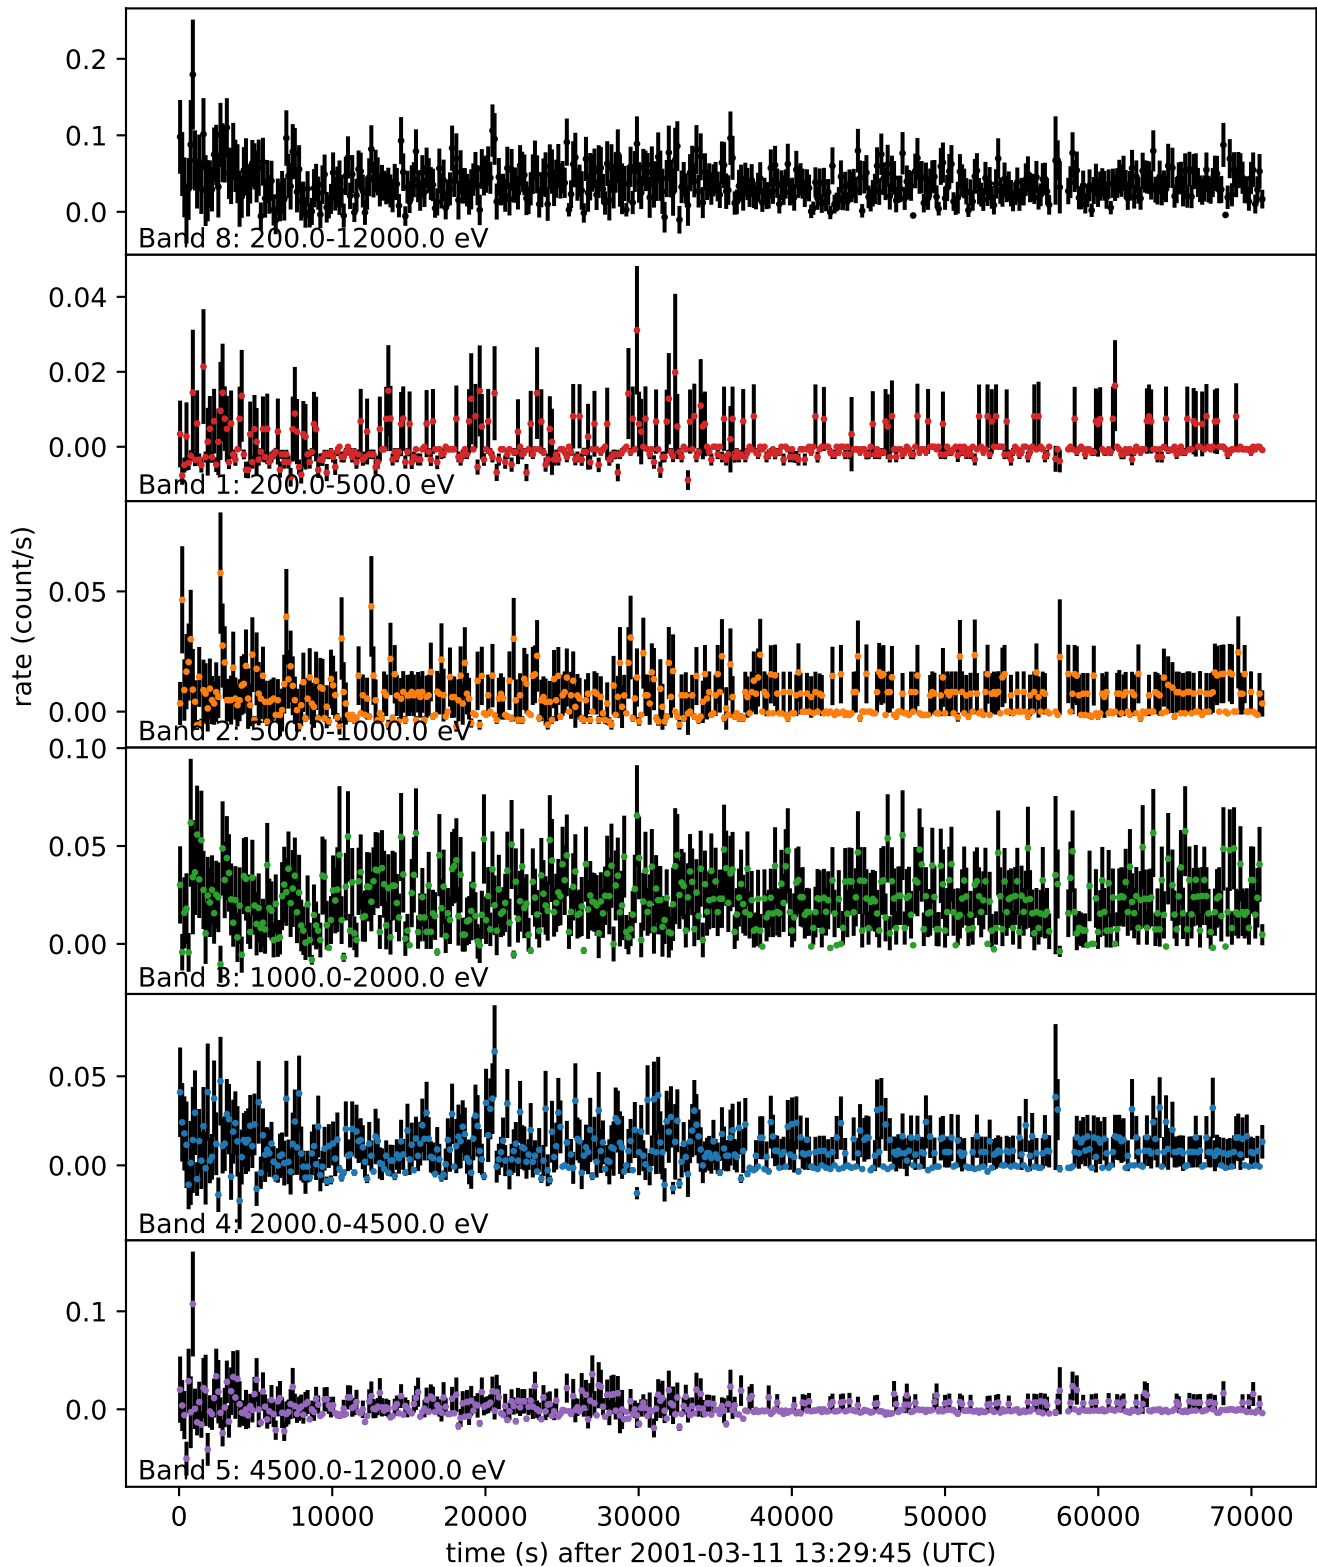 0.2
0.1
0.0
Band 8: 200.0-12000.0 eV
0.04
0.02
0.00
Band 1: 200.0-500.0 eV
0.05
0.00
Band 2: 500.0-1000.0 eV
0.10
0.05
0.00
Band 3: 1000.0-2000.0 eV
0.05
0.00
Band 4: 2000.0-4500.0 eV
0.1
0.0
Band 5: 4500.0-12000.0 eV
rate (count/s)
0 10000 20000 30000 40000 50000 60000 70000
time (s) after 2001-03-11 13:29:45 (UTC)